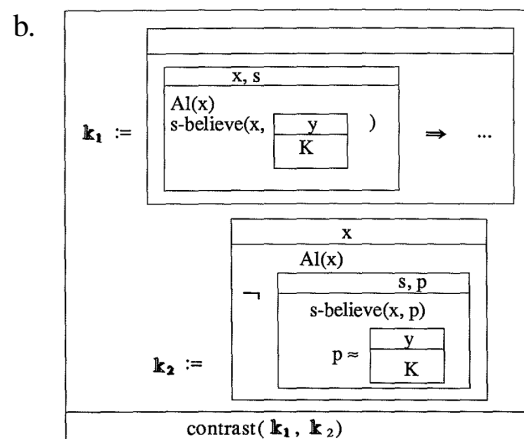 b.
x, s
Al(x)
s-believe(x, y )
𝕜₁ := K ⇒ ...
x
Al(x)
¬ s, p
s-believe(x, p)
p ≈ y
𝕜₂ := K
contrast( 𝕜₁, 𝕜₂)